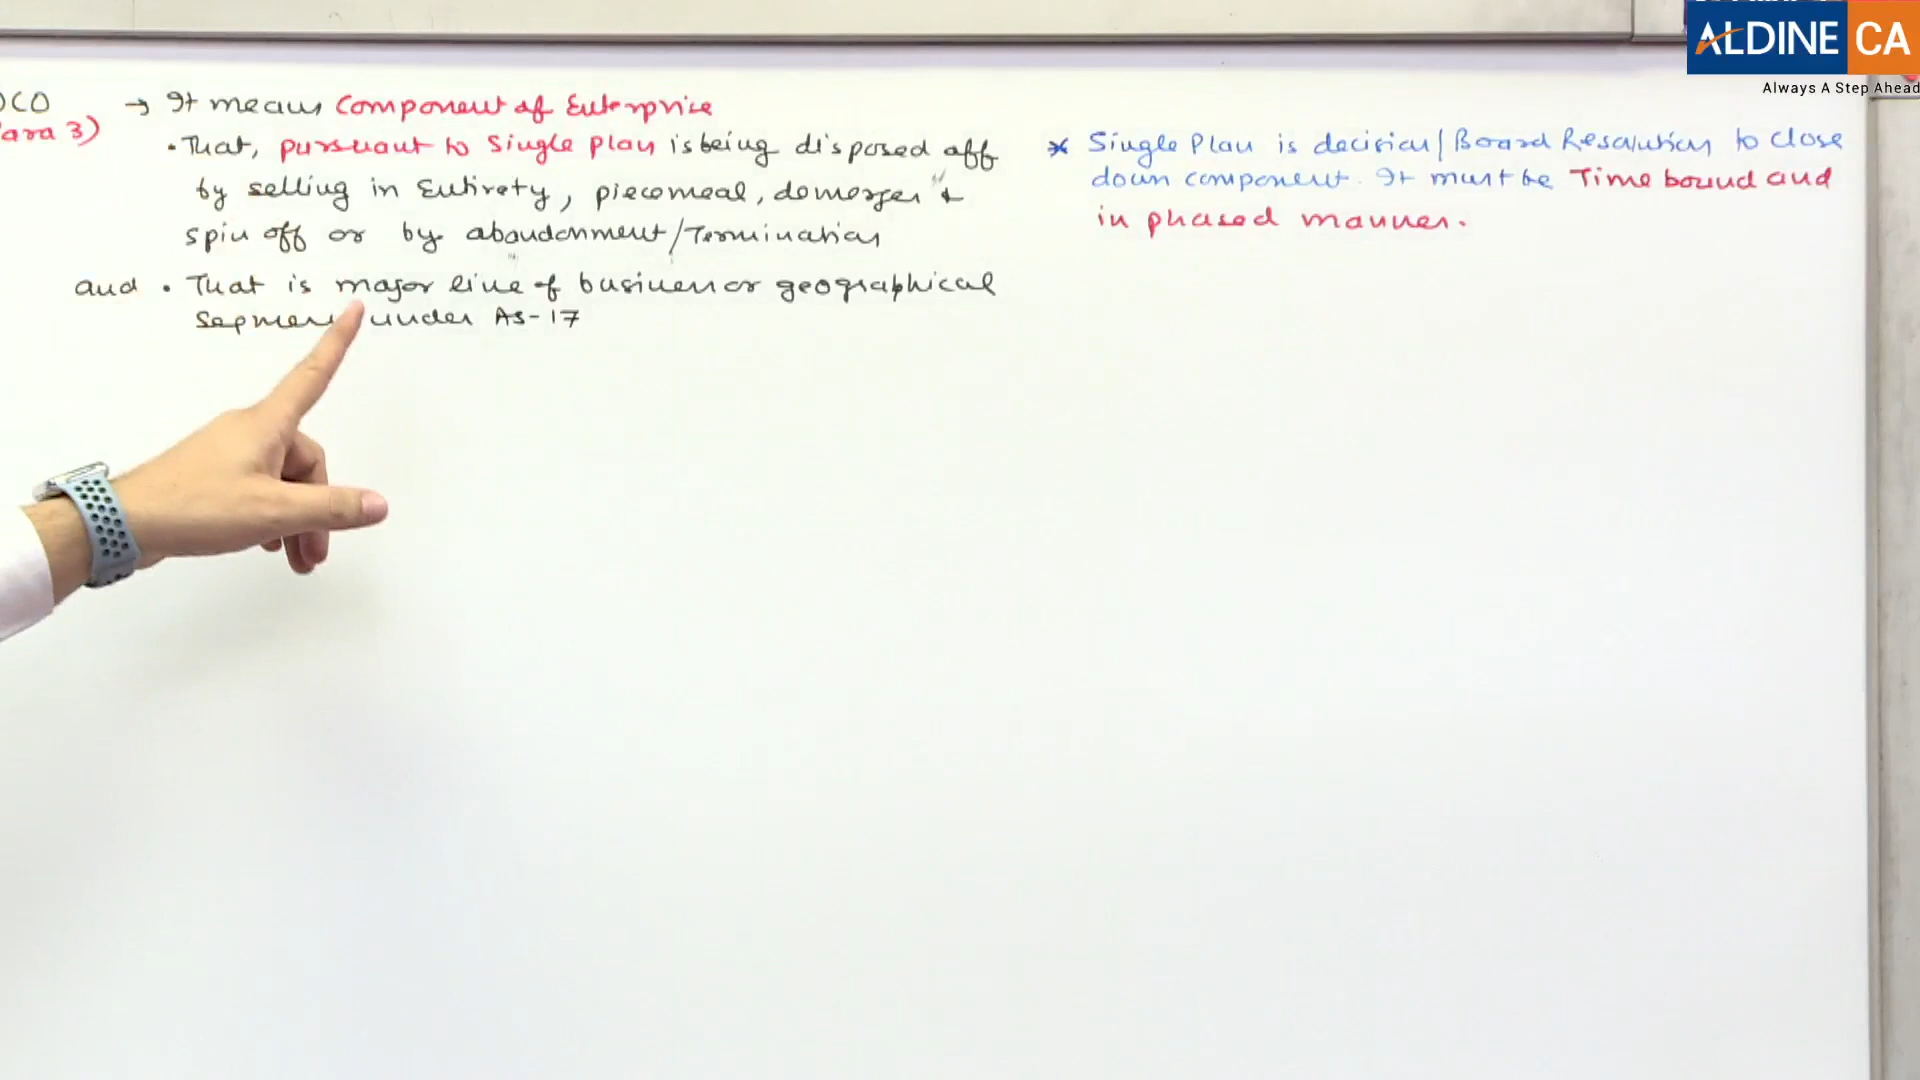 ALDINE CA
Always A Step Ahead
OCO → It means Component of Enterprise
ara 3)
• That, pursuant to Single plan is being disposed off
by selling in Entirety, piecemeal, demerger &
spin off or by abandonment/Termination
and • That is major line of business or geographical
Segment under AS-17
* Single Plan is decision/Board Resolution to close
down component. It must be Time bound and
in phased manner.